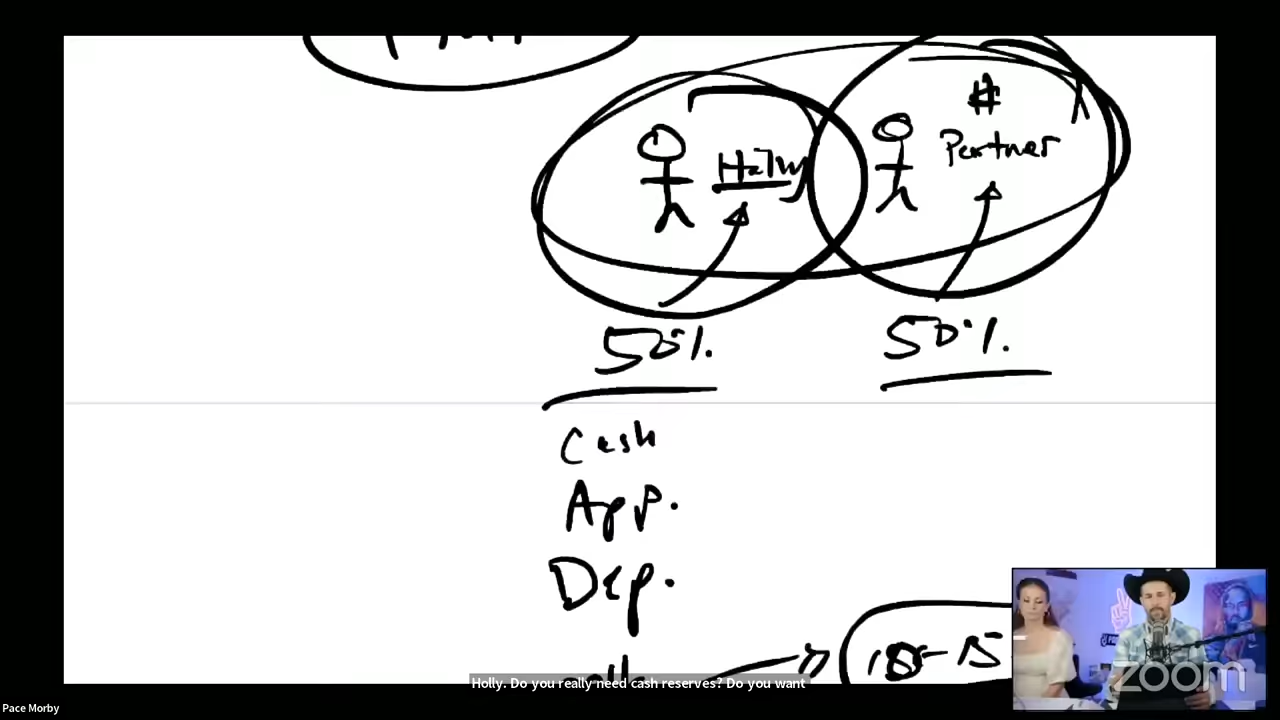 #
Partner
Holly
50%.
50%.
Cash
App.
Dep.
Holly. Do you really need cash reserves? Do you want
zoom
Pace Morby